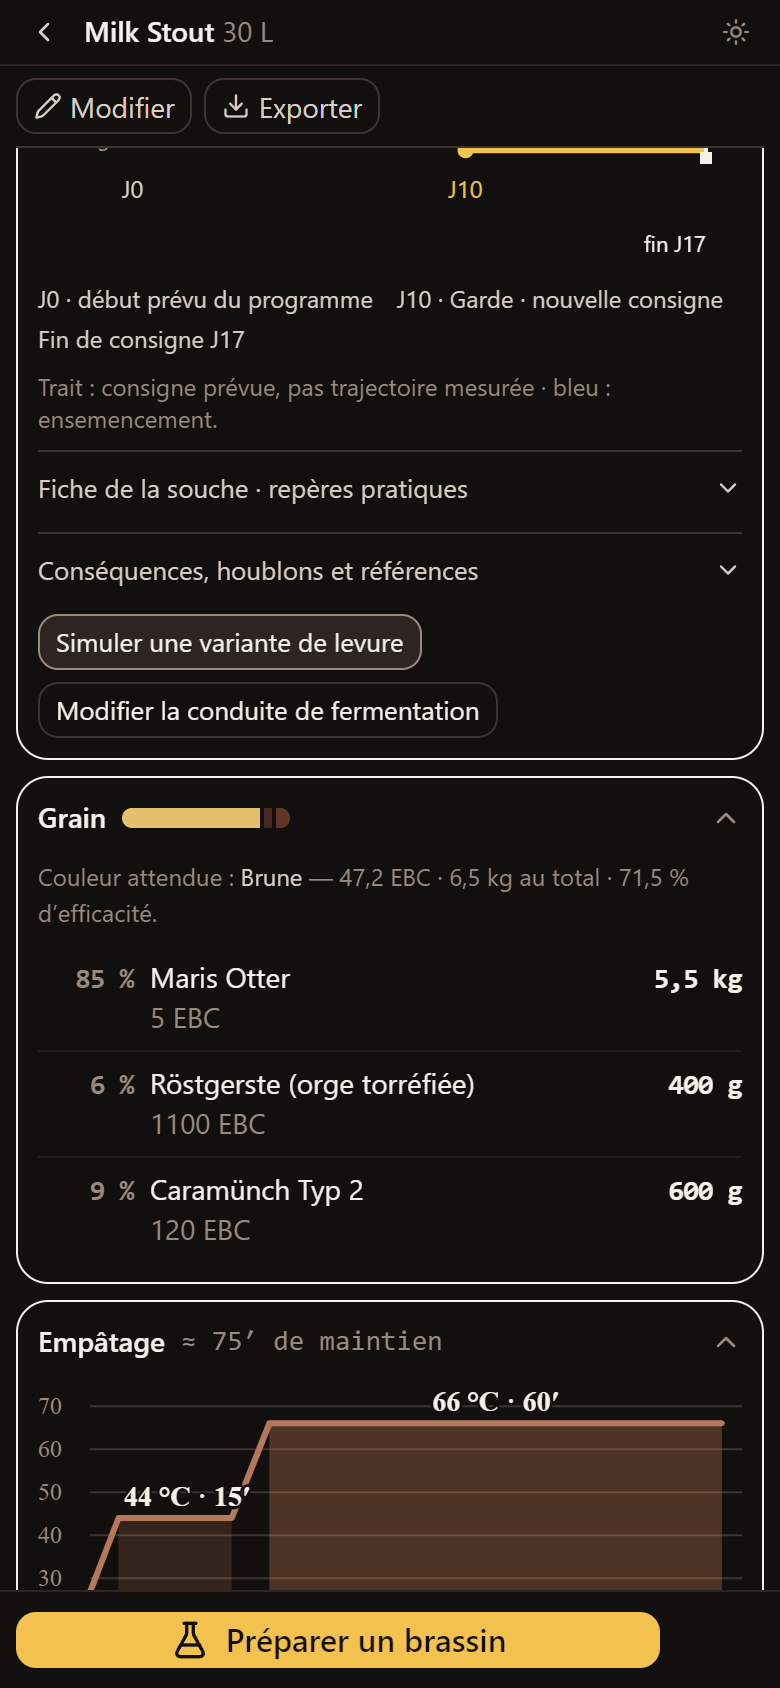 Milk Stout 30 L
Modifier
Exporter
J0
J10
fin J17
J0 · début prévu du programme J10 · Garde · nouvelle consigne
Fin de consigne J17
Trait : consigne prévue, pas trajectoire mesurée · bleu :
ensemencement.
Fiche de la souche · repères pratiques
Conséquences, houblons et références
Simuler une variante de levure
Modifier la conduite de fermentation
Grain
Couleur attendue : Brune — 47,2 EBC · 6,5 kg au total · 71,5 %
d’efficacité.
85 % Maris Otter 5,5 kg
5 EBC
6 % Röstgerste (orge torréfiée) 400 g
1100 EBC
9 % Caramünch Typ 2 600 g
120 EBC
Empâtage ≈ 75′ de maintien
66 °C · 60′
70
60
44 °C · 15′
50
40
30
Préparer un brassin